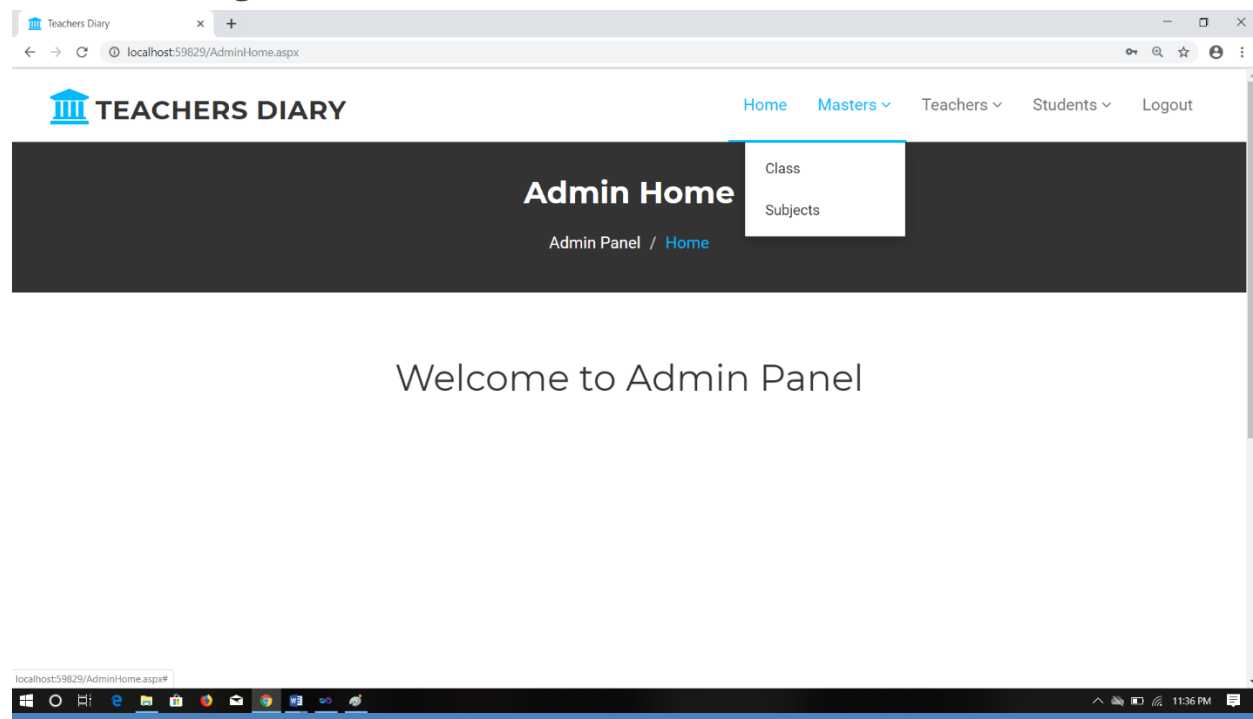 Teachers Diary
localhost:59829/AdminHome.aspx
TEACHERS DIARY
Home Masters Teachers Students Logout
Class
Subjects
Admin Home
Admin Panel / Home
Welcome to Admin Panel
localhost:59829/AdminHome.aspx#
11:36 PM